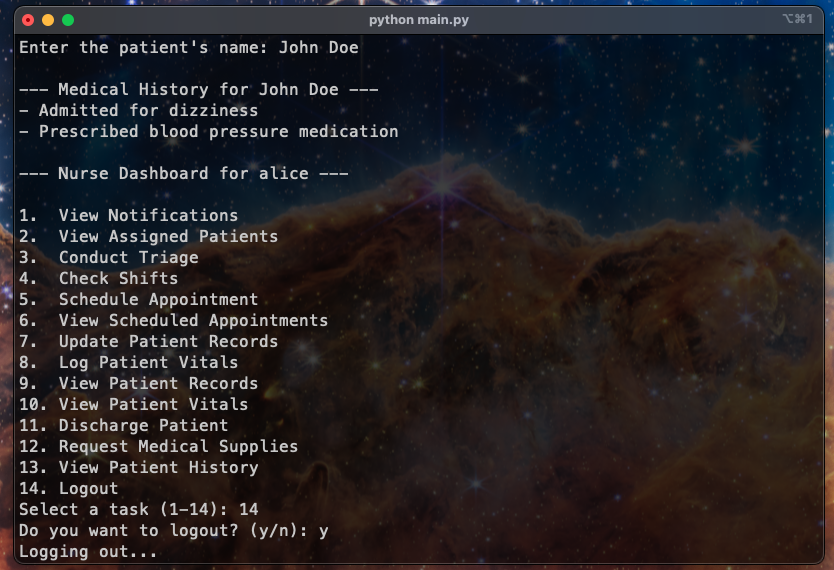 python main.py
⌥⌘1
Enter the patient's name: John Doe
--- Medical History for John Doe ---
- Admitted for dizziness
- Prescribed blood pressure medication
--- Nurse Dashboard for alice ---
1.  View Notifications
2.  View Assigned Patients
3.  Conduct Triage
4.  Check Shifts
5.  Schedule Appointment
6.  View Scheduled Appointments
7.  Update Patient Records
8.  Log Patient Vitals
9.  View Patient Records
10. View Patient Vitals
11. Discharge Patient
12. Request Medical Supplies
13. View Patient History
14. Logout
Select a task (1-14): 14
Do you want to logout? (y/n): y
Logging out...